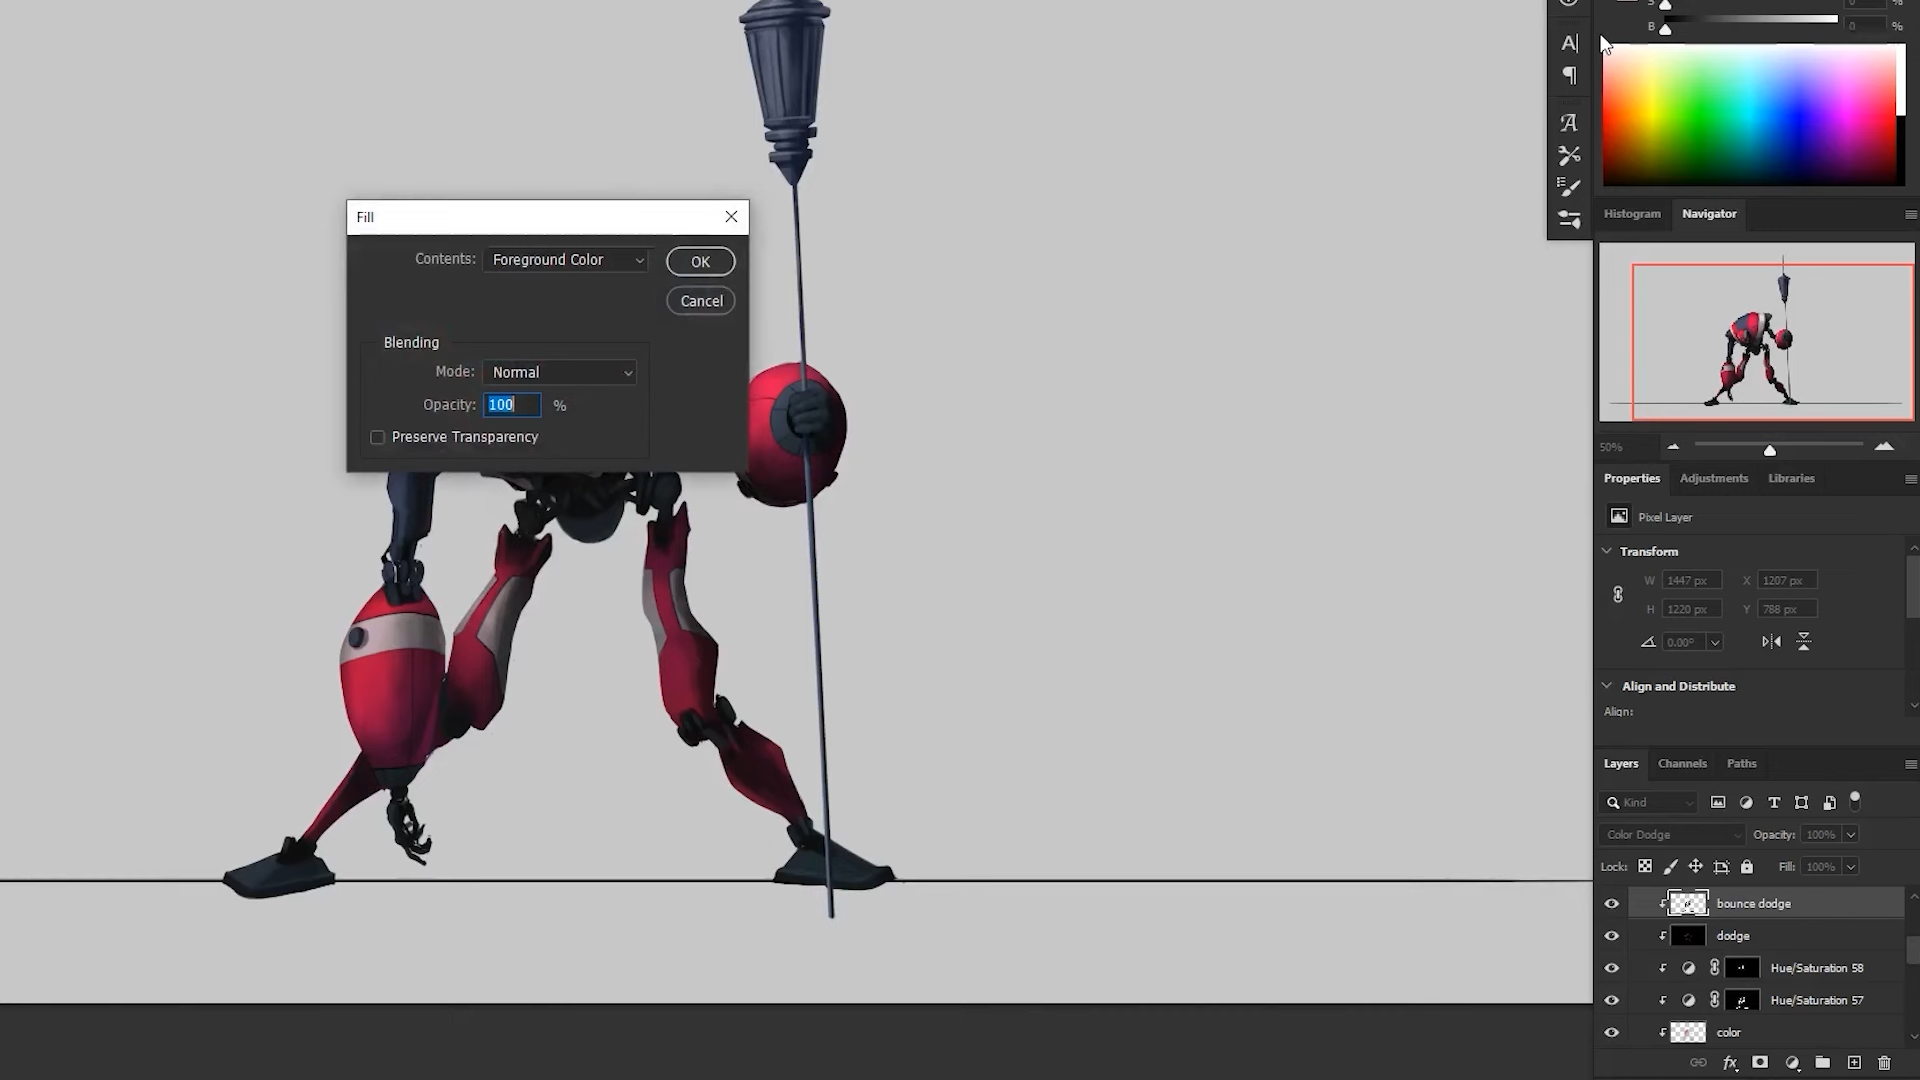 S 0 %
B 0 %
Histogram Navigator
Fill
Contents: Foreground Color OK
Cancel
Blending
Mode: Normal
Opacity: 100 %
Preserve Transparency
50%
Properties Adjustments Libraries
Pixel Layer
Transform
W 1447 px X 1207 px
H 1220 px Y 788 px
0.00°
Align and Distribute
Align:
Layers Channels Paths
Kind
Color Dodge Opacity: 100%
Lock: Fill: 100%
bounce dodge
dodge
Hue/Saturation 58
Hue/Saturation 57
color
fx